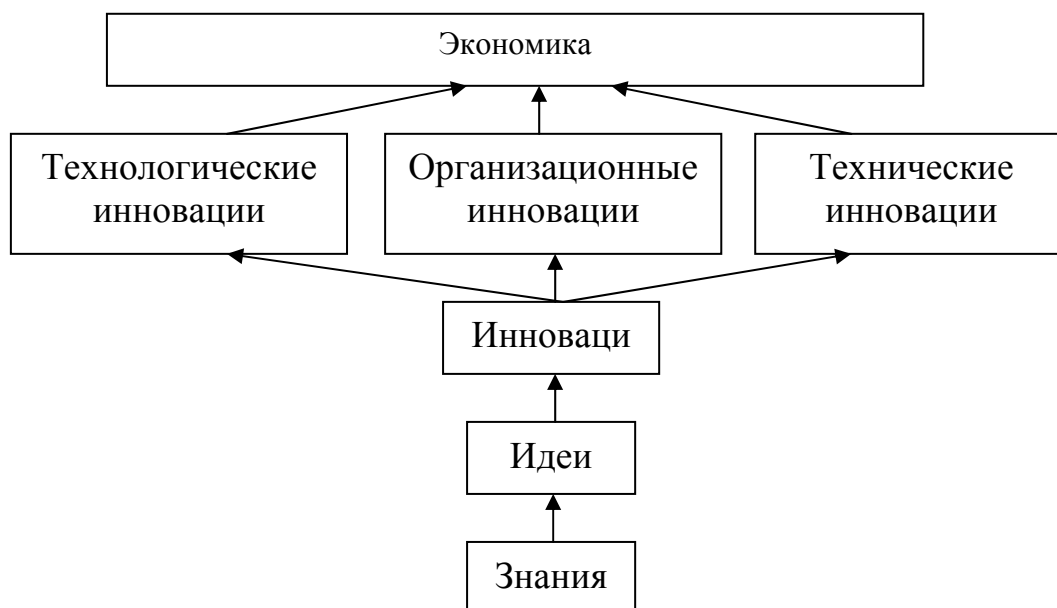 Экономика
Технологические
инновации
Организационные
инновации
Технические
инновации
Инноваци
Идеи
Знания